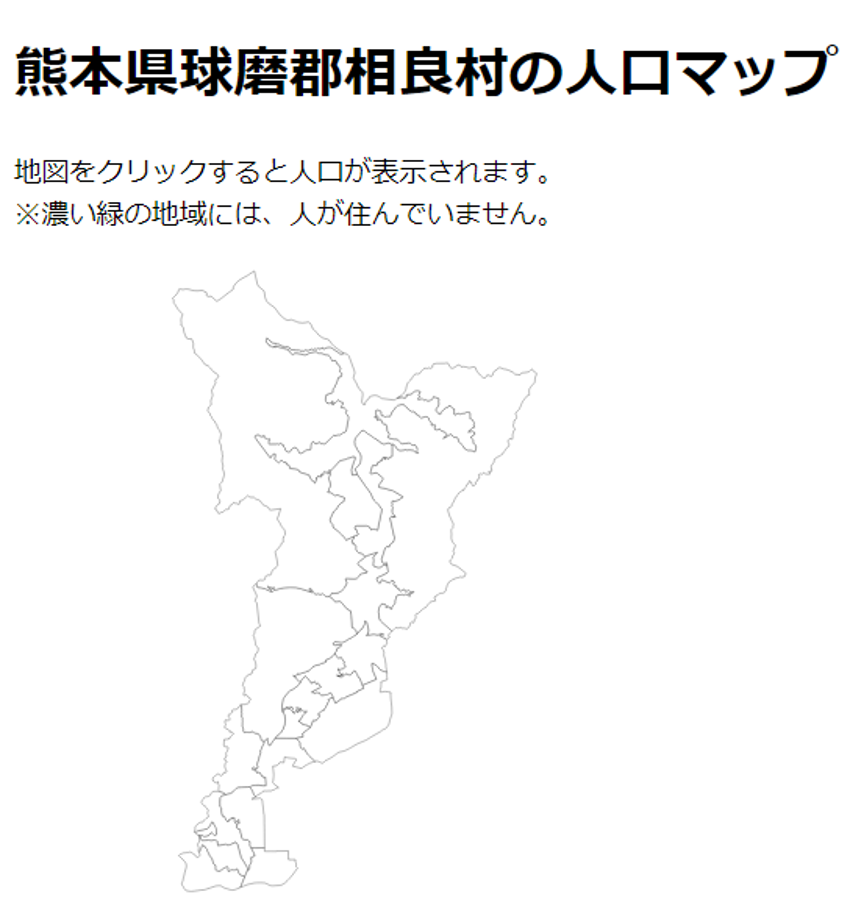 熊本県球磨郡相良村の人口マップ
地図をクリックすると人口が表示されます。
※濃い緑の地域には、人が住んでいません。